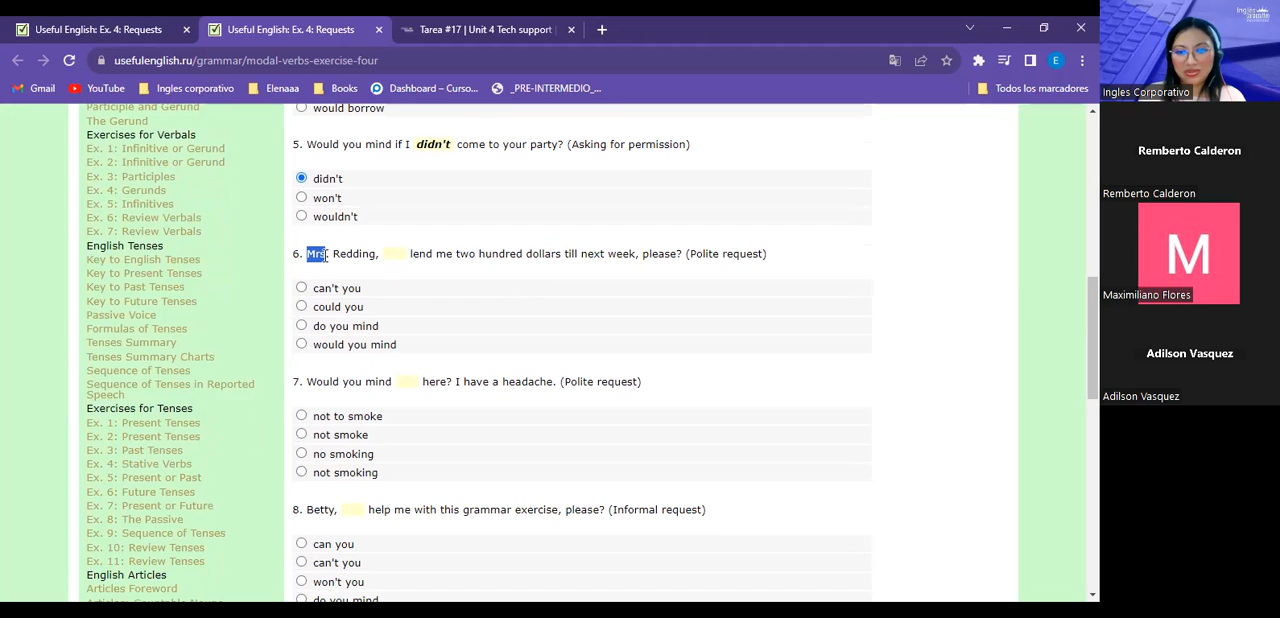 Useful English: Ex. 4: Requests
Useful English: Ex. 4: Requests
Tarea #17 | Unit 4 Tech support
usefulenglish.ru/grammar/modal-verbs-exercise-four
E
Gmail
YouTube
Ingles corporativo
Elenaaa
Books
Dashboard – Curso...
_PRE-INTERMEDIO_...
Todos los marcadores
Participle and Gerund
The Gerund
Exercises for Verbals
Ex. 1: Infinitive or Gerund
Ex. 2: Infinitive or Gerund
Ex. 3: Participles
Ex. 4: Gerunds
Ex. 5: Infinitives
Ex. 6: Review Verbals
Ex. 7: Review Verbals
English Tenses
Key to English Tenses
Key to Present Tenses
Key to Past Tenses
Key to Future Tenses
Passive Voice
Formulas of Tenses
Tenses Summary
Tenses Summary Charts
Sequence of Tenses
Sequence of Tenses in Reported
Speech
Exercises for Tenses
Ex. 1: Present Tenses
Ex. 2: Present Tenses
Ex. 3: Past Tenses
Ex. 4: Stative Verbs
Ex. 5: Present or Past
Ex. 6: Future Tenses
Ex. 7: Present or Future
Ex. 8: The Passive
Ex. 9: Sequence of Tenses
Ex. 10: Review Tenses
Ex. 11: Review Tenses
English Articles
Articles Foreword
would borrow
5. Would you mind if I didn't come to your party? (Asking for permission)
didn't
won't
wouldn't
6. Mrs. Redding, lend me two hundred dollars till next week, please? (Polite request)
can't you
could you
do you mind
would you mind
7. Would you mind here? I have a headache. (Polite request)
not to smoke
not smoke
no smoking
not smoking
8. Betty, help me with this grammar exercise, please? (Informal request)
can you
can't you
won't you
do you mind
Ingles Corporativo
Remberto Calderon
Remberto Calderon
M
Maximiliano Flores
Adilson Vasquez
Adilson Vasquez